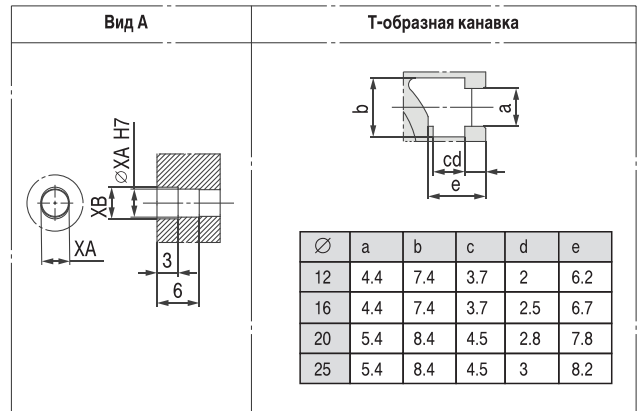 Вид A
Т-образная канавка
XB
∅XA H7
XA
3
6
b
a
cd
e
∅ a b c d e
12 4.4 7.4 3.7 2 6.2
16 4.4 7.4 3.7 2.5 6.7
20 5.4 8.4 4.5 2.8 7.8
25 5.4 8.4 4.5 3 8.2